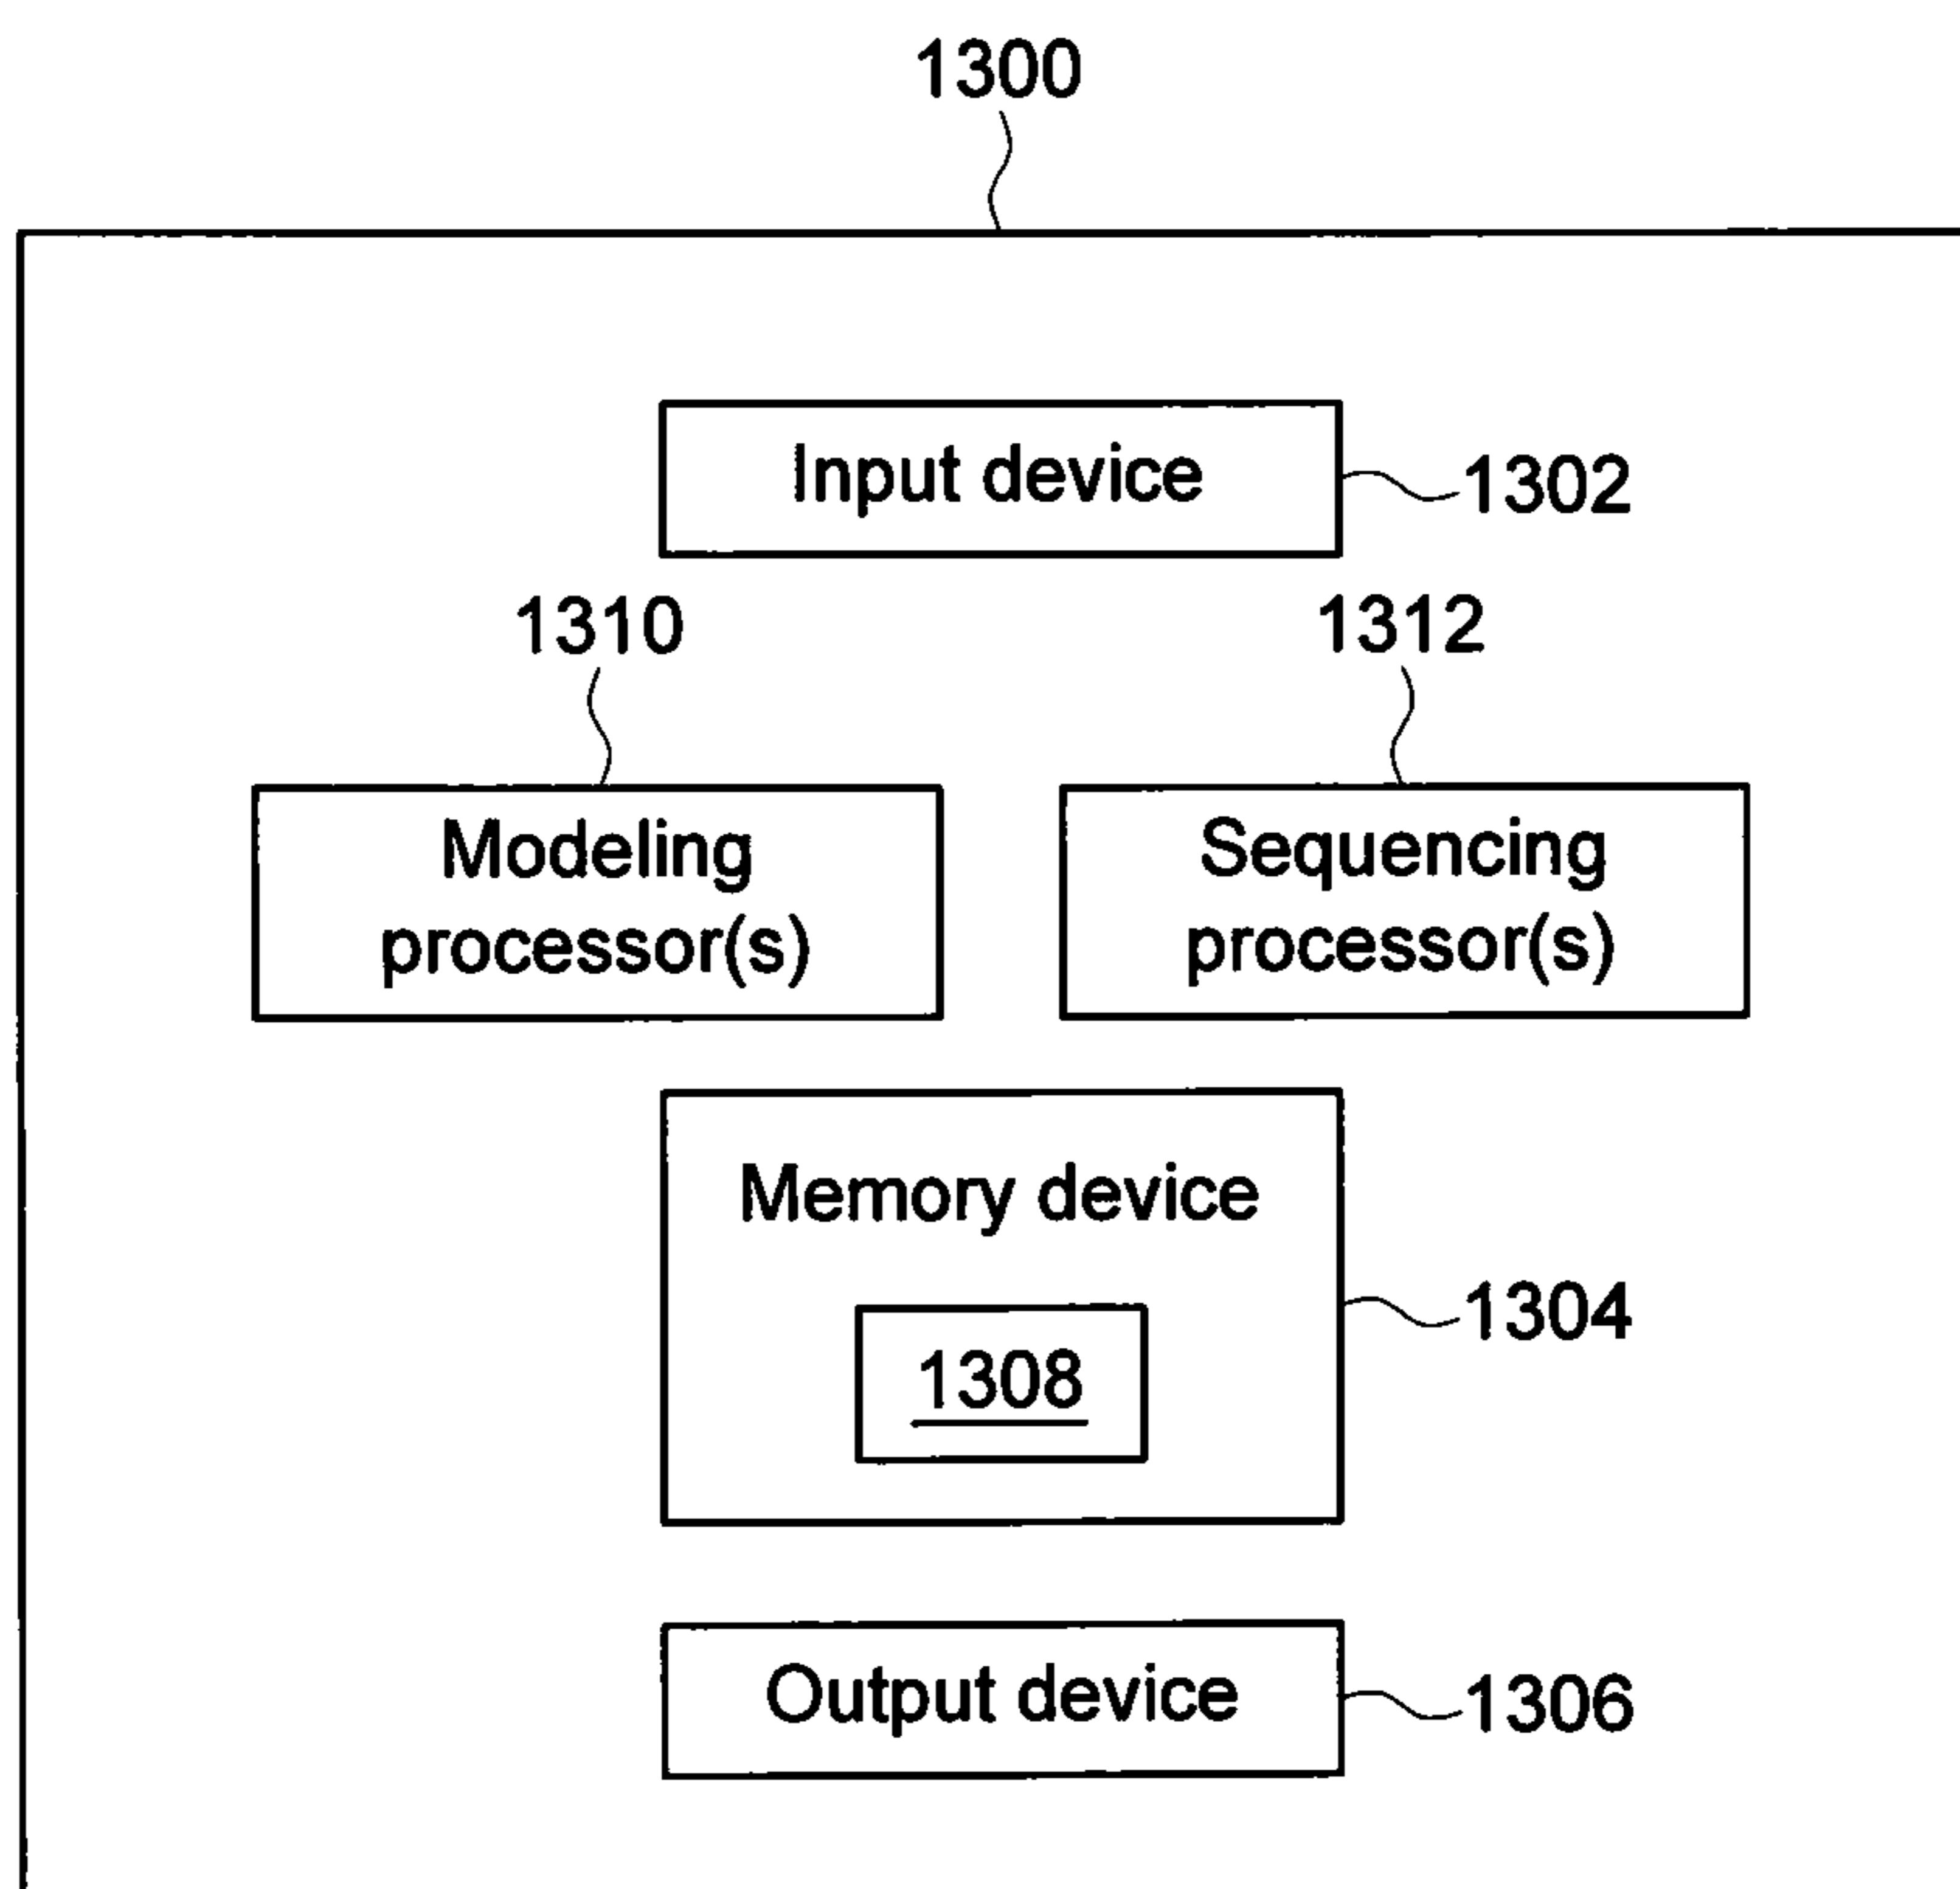 1300
Input device
1302
1310
1312
Modeling
processor(s)
Sequencing
processor(s)
Memory device
1304
1308
Output device
1306